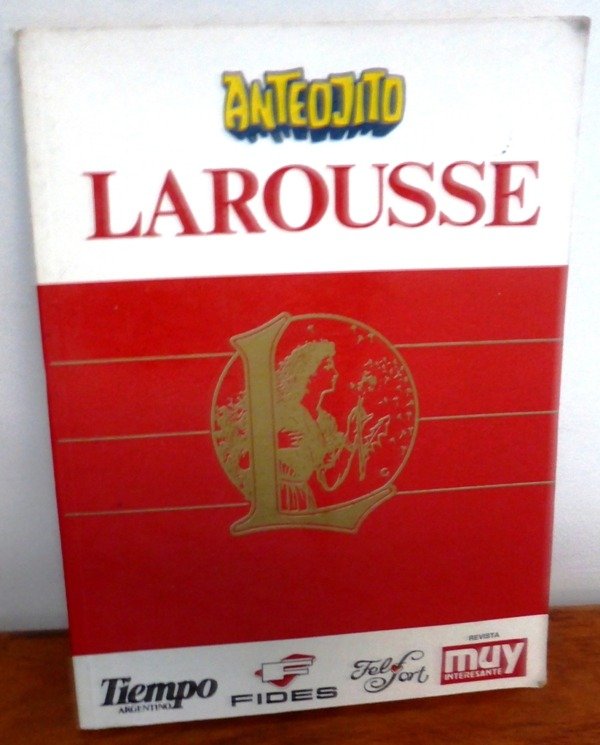 ANTEOJITO
LAROUSSE
L
Tiempo
ARGENTINO
F
FIDES
Felfort
REVISTA
muy
INTERESANTE